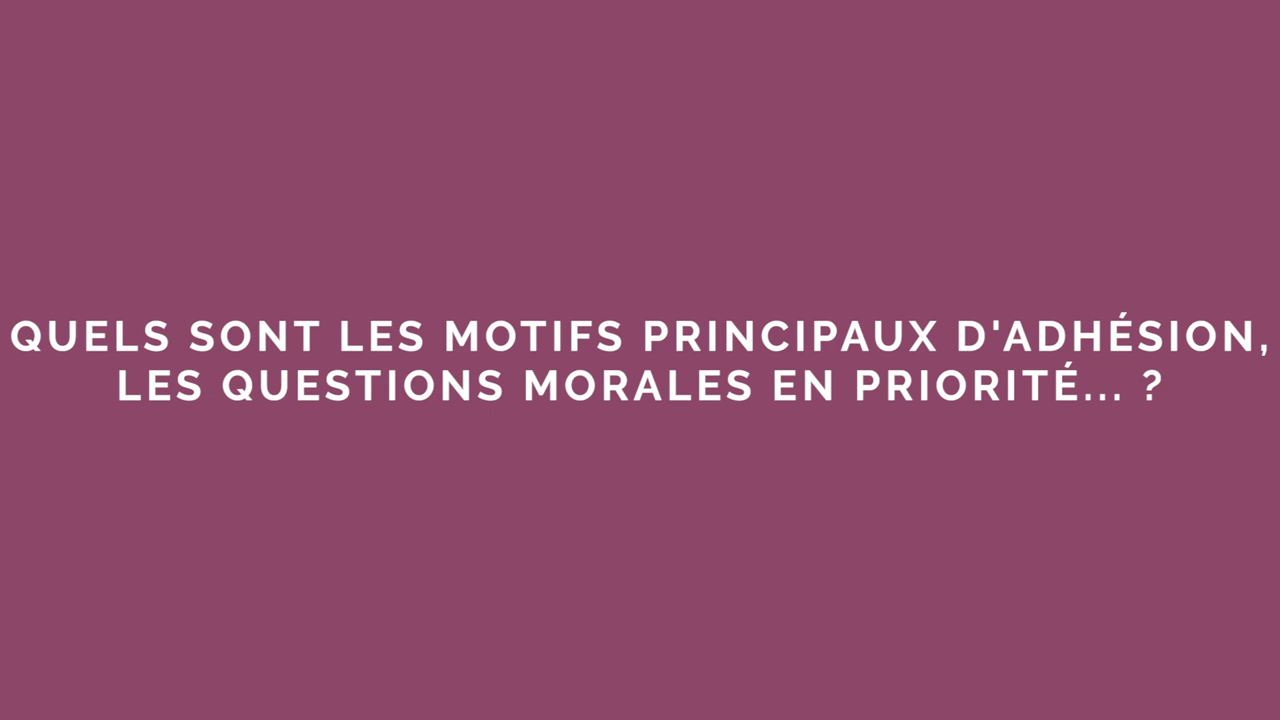 QUELS SONT LES MOTIFS PRINCIPAUX D'ADHÉSION,
LES QUESTIONS MORALES EN PRIORITÉ... ?